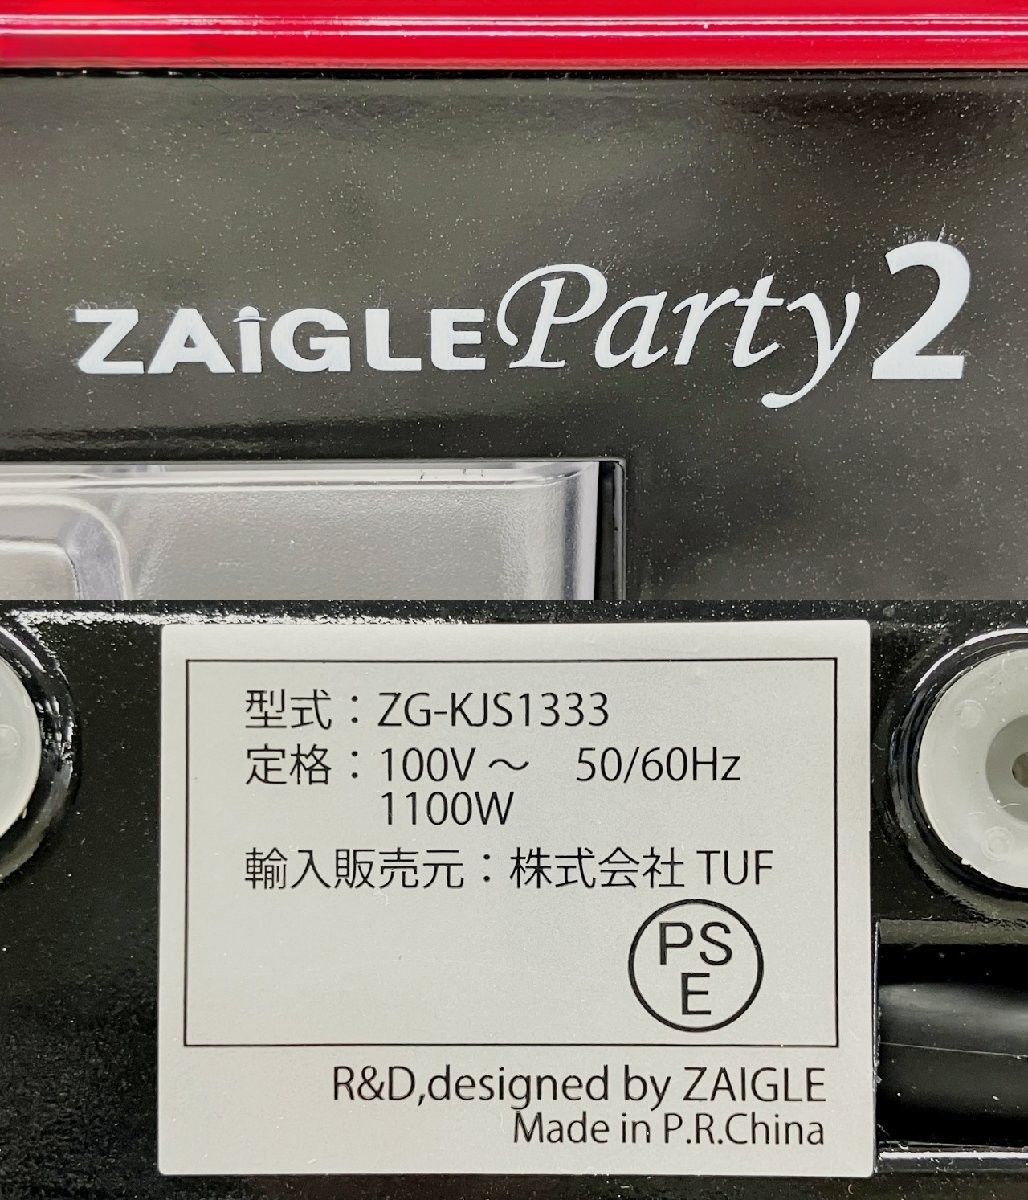 ZAiGLE Party 2
型式：ZG-KJS1333
定格：100V～ 50/60Hz
1100W
輸入販売元：株式会社 TUF
PS
E
R&D,designed by ZAIGLE
Made in P.R.China